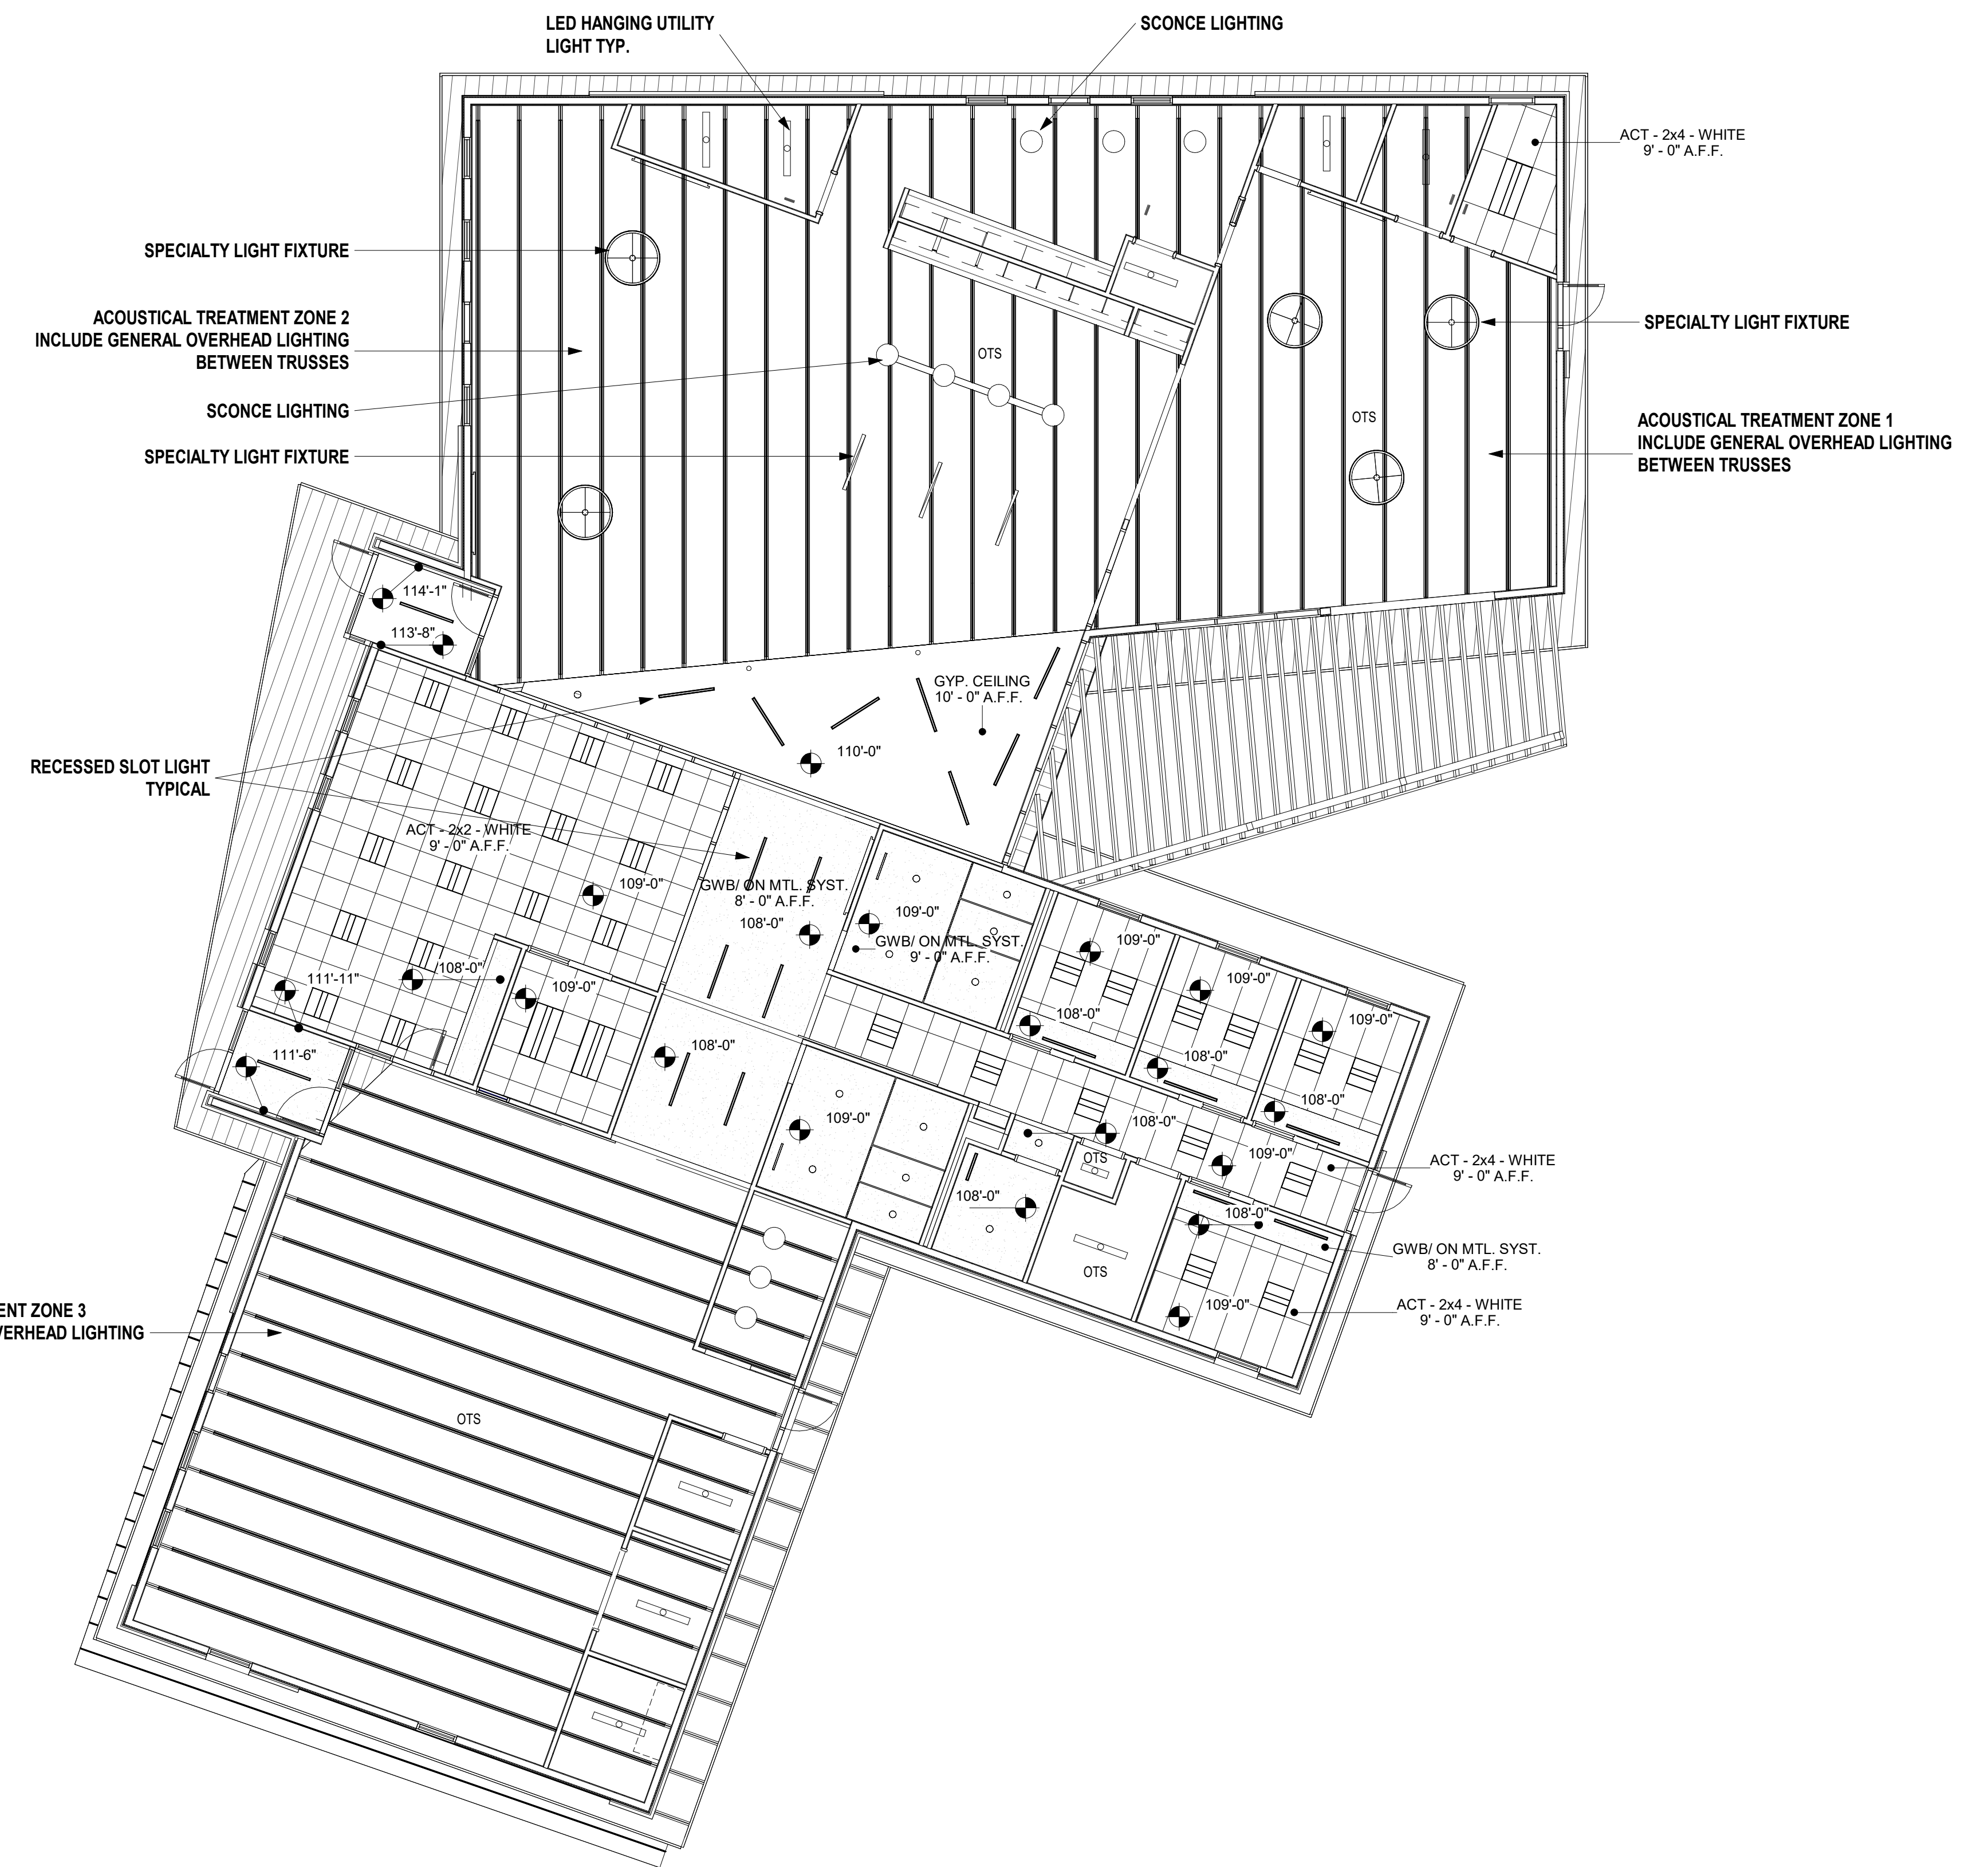 LED HANGING UTILITY
LIGHT TYP.
SCONCE LIGHTING
ACT - 2x4 - WHITE
9' - 0" A.F.F.
SPECIALTY LIGHT FIXTURE
ACOUSTICAL TREATMENT ZONE 2
INCLUDE GENERAL OVERHEAD LIGHTING
BETWEEN TRUSSES
SPECIALTY LIGHT FIXTURE
OTS
SCONCE LIGHTING
OTS
ACOUSTICAL TREATMENT ZONE 1
INCLUDE GENERAL OVERHEAD LIGHTING
BETWEEN TRUSSES
SPECIALTY LIGHT FIXTURE
114'-1"
113'-8"
GYP. CEILING
10' - 0" A.F.F.
110'-0"
RECESSED SLOT LIGHT
TYPICAL
ACT - 2x2 - WHITE
9' - 0" A.F.F.
109'-0"
GWB/ ON MTL. SYST.
8' - 0" A.F.F.
108'-0"
109'-0"
GWB/ ON MTL. SYST.
9' - 0" A.F.F.
109'-0"
108'-0"
111'-11"
109'-0"
109'-0"
108'-0"
109'-0"
111'-6"
108'-0"
108'-0"
108'-0"
109'-0"
108'-0"
109'-0"
OTS
ACT - 2x4 - WHITE
9' - 0" A.F.F.
108'-0"
108'-0"
GWB/ ON MTL. SYST.
8' - 0" A.F.F.
OTS
109'-0"
ACT - 2x4 - WHITE
9' - 0" A.F.F.
ENT ZONE 3
VERHEAD LIGHTING
OTS